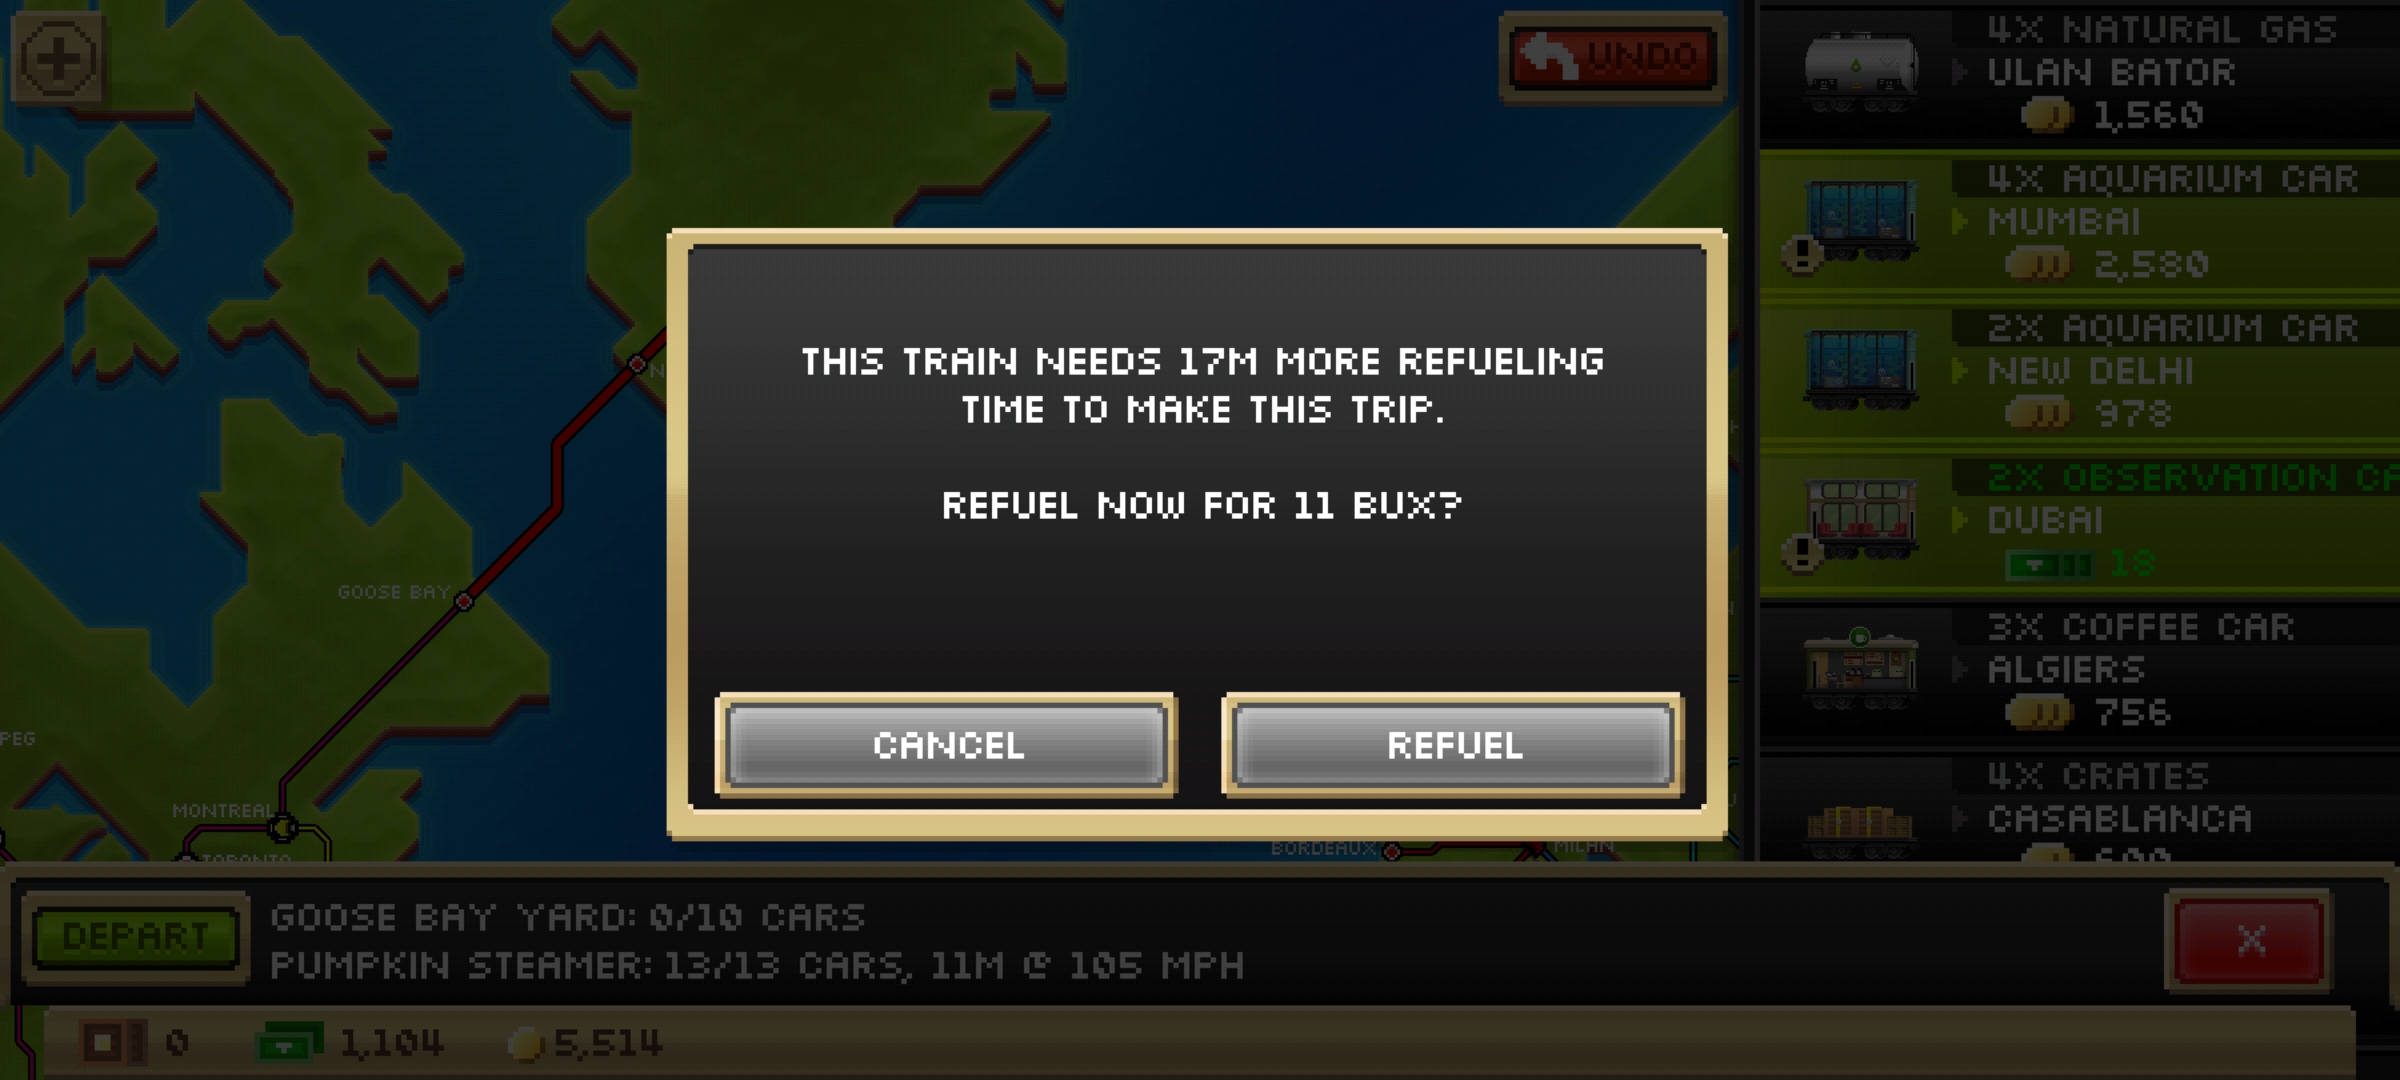 UNDO
4X NATURAL GAS
ULAN BATOR
1,560
4X AQUARIUM CAR
MUMBAI
2,580
2X AQUARIUM CAR
NEW DELHI
978
2X OBSERVATION CA
DUBAI
18
3X COFFEE CAR
ALGIERS
756
4X CRATES
CASABLANCA
600
THIS TRAIN NEEDS 17M MORE REFUELING
TIME TO MAKE THIS TRIP.
REFUEL NOW FOR 11 BUX?
CANCEL
REFUEL
N
GOOSE BAY
PEG
MONTREAL
TORONTO
BORDEAUX
MILAN
DEPART
GOOSE BAY YARD: 0/10 CARS
PUMPKIN STEAMER: 13/13 CARS, 11M @ 105 MPH
X
0
1,104
5,514